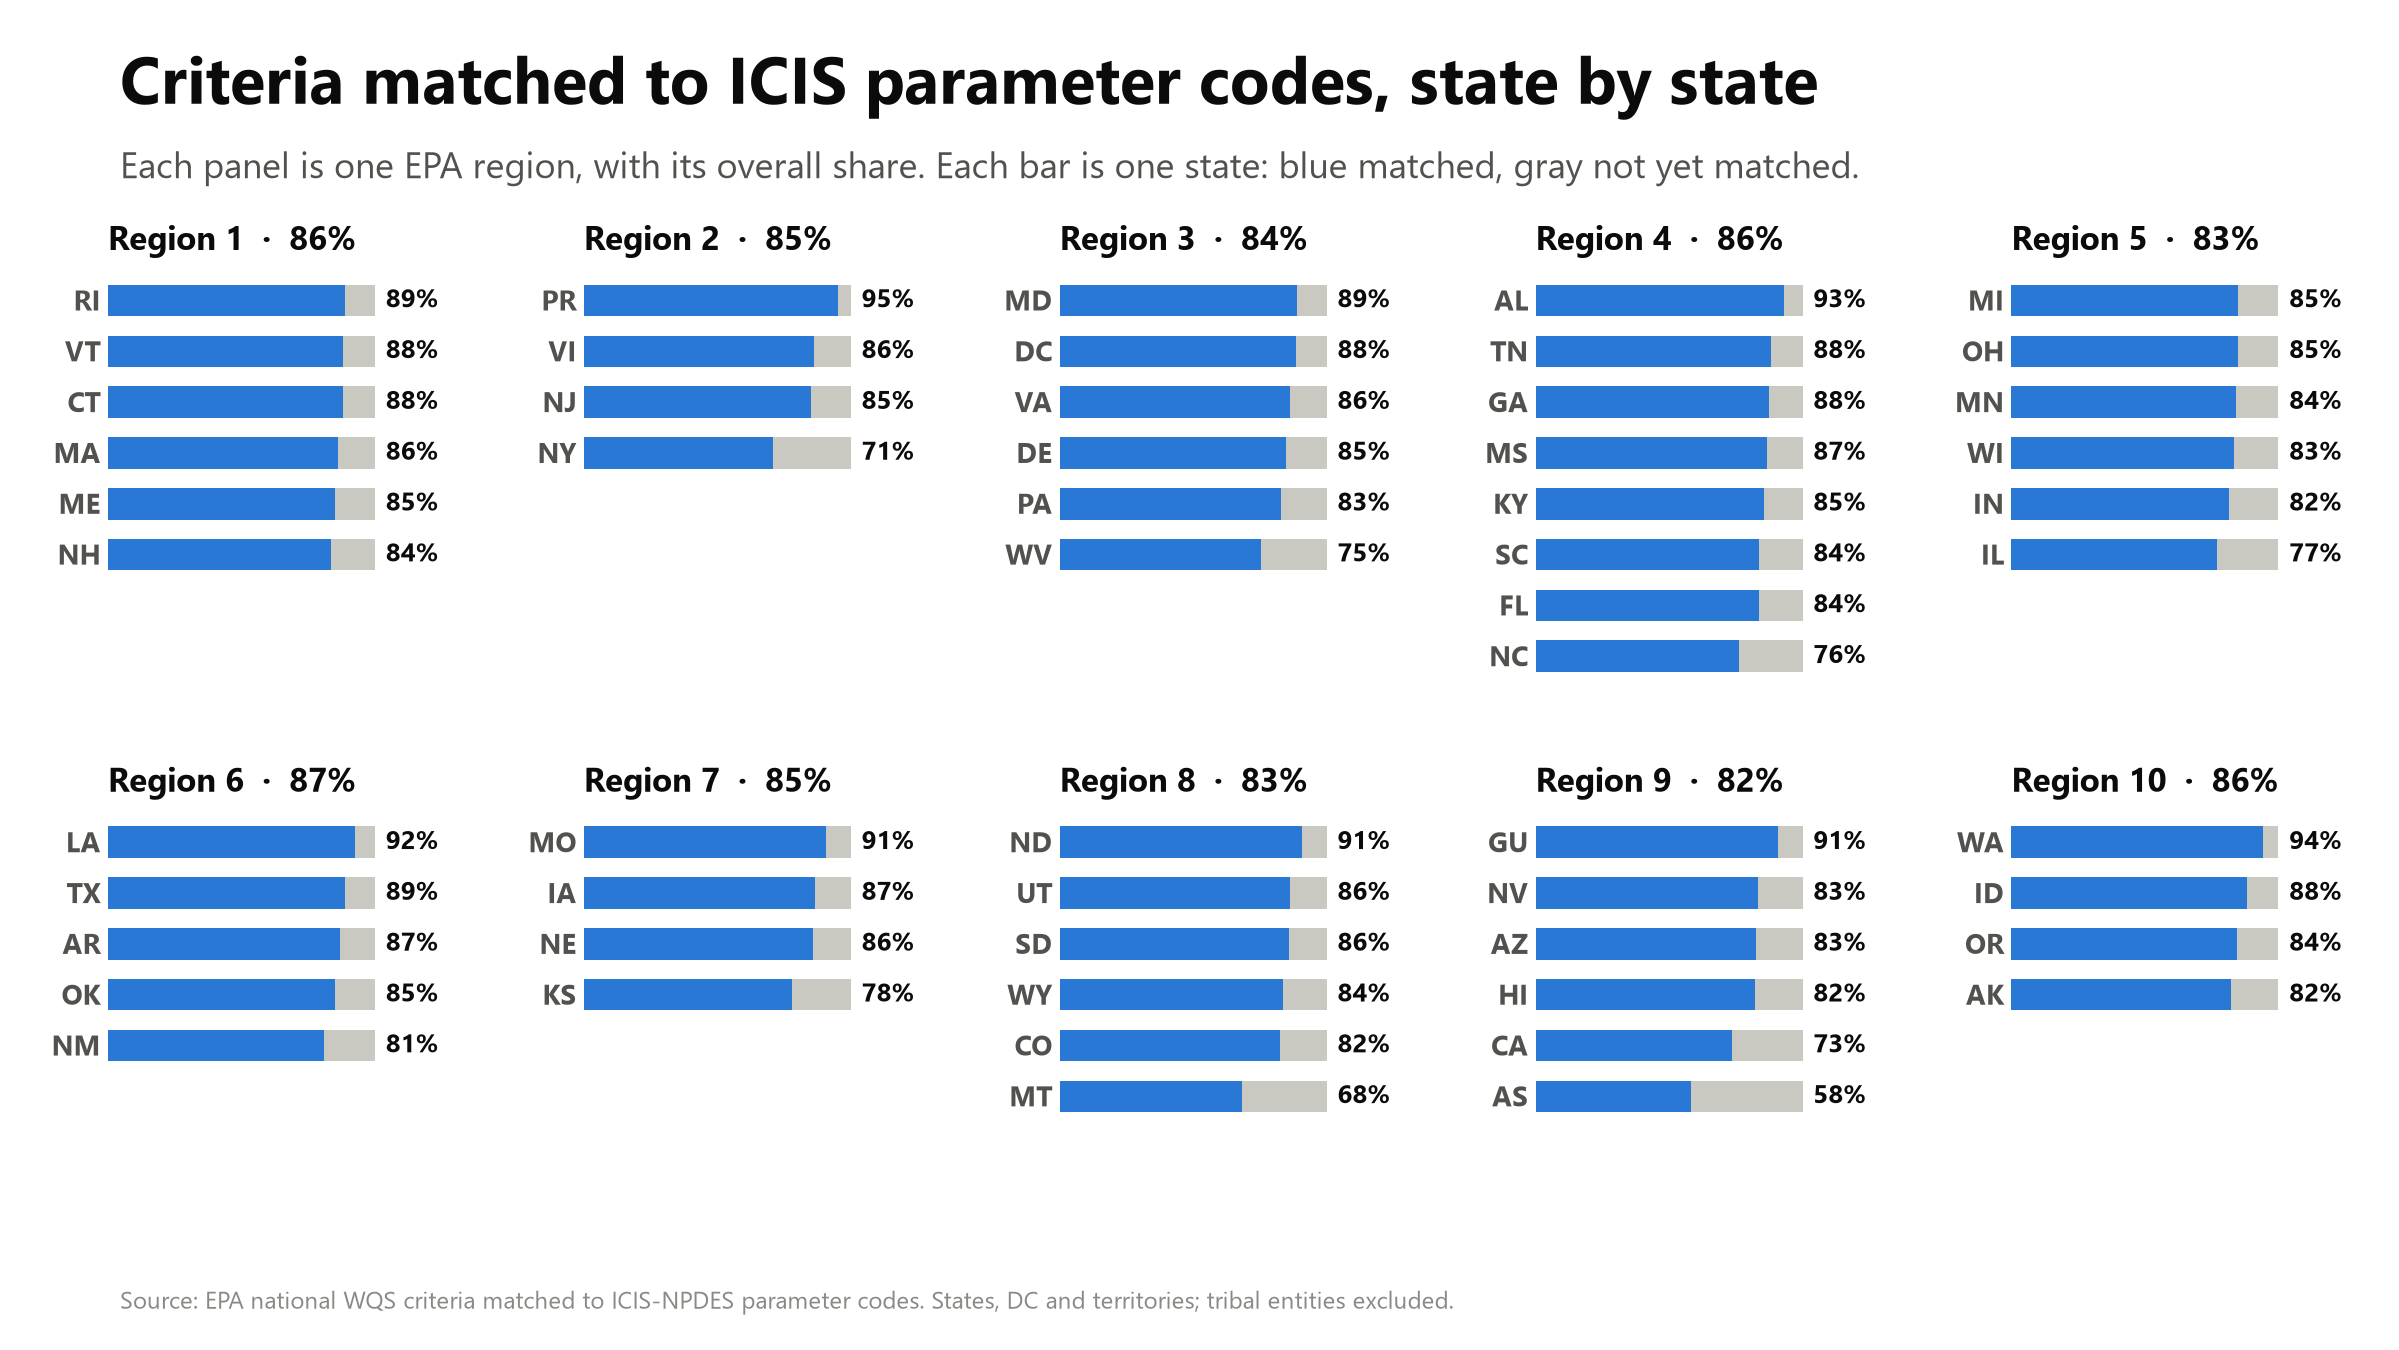 Criteria matched to ICIS parameter codes, state by state
Each panel is one EPA region, with its overall share. Each bar is one state: blue matched, gray not yet matched.
Region 1 · 86%
RI 89%
VT 88%
CT 88%
MA 86%
ME 85%
NH 84%
Region 2 · 85%
PR 95%
VI 86%
NJ 85%
NY 71%
Region 3 · 84%
MD 89%
DC 88%
VA 86%
DE 85%
PA 83%
WV 75%
Region 4 · 86%
AL 93%
TN 88%
GA 88%
MS 87%
KY 85%
SC 84%
FL 84%
NC 76%
Region 5 · 83%
MI 85%
OH 85%
MN 84%
WI 83%
IN 82%
IL 77%
Region 6 · 87%
LA 92%
TX 89%
AR 87%
OK 85%
NM 81%
Region 7 · 85%
MO 91%
IA 87%
NE 86%
KS 78%
Region 8 · 83%
ND 91%
UT 86%
SD 86%
WY 84%
CO 82%
MT 68%
Region 9 · 82%
GU 91%
NV 83%
AZ 83%
HI 82%
CA 73%
AS 58%
Region 10 · 86%
WA 94%
ID 88%
OR 84%
AK 82%
Source: EPA national WQS criteria matched to ICIS-NPDES parameter codes. States, DC and territories; tribal entities excluded.